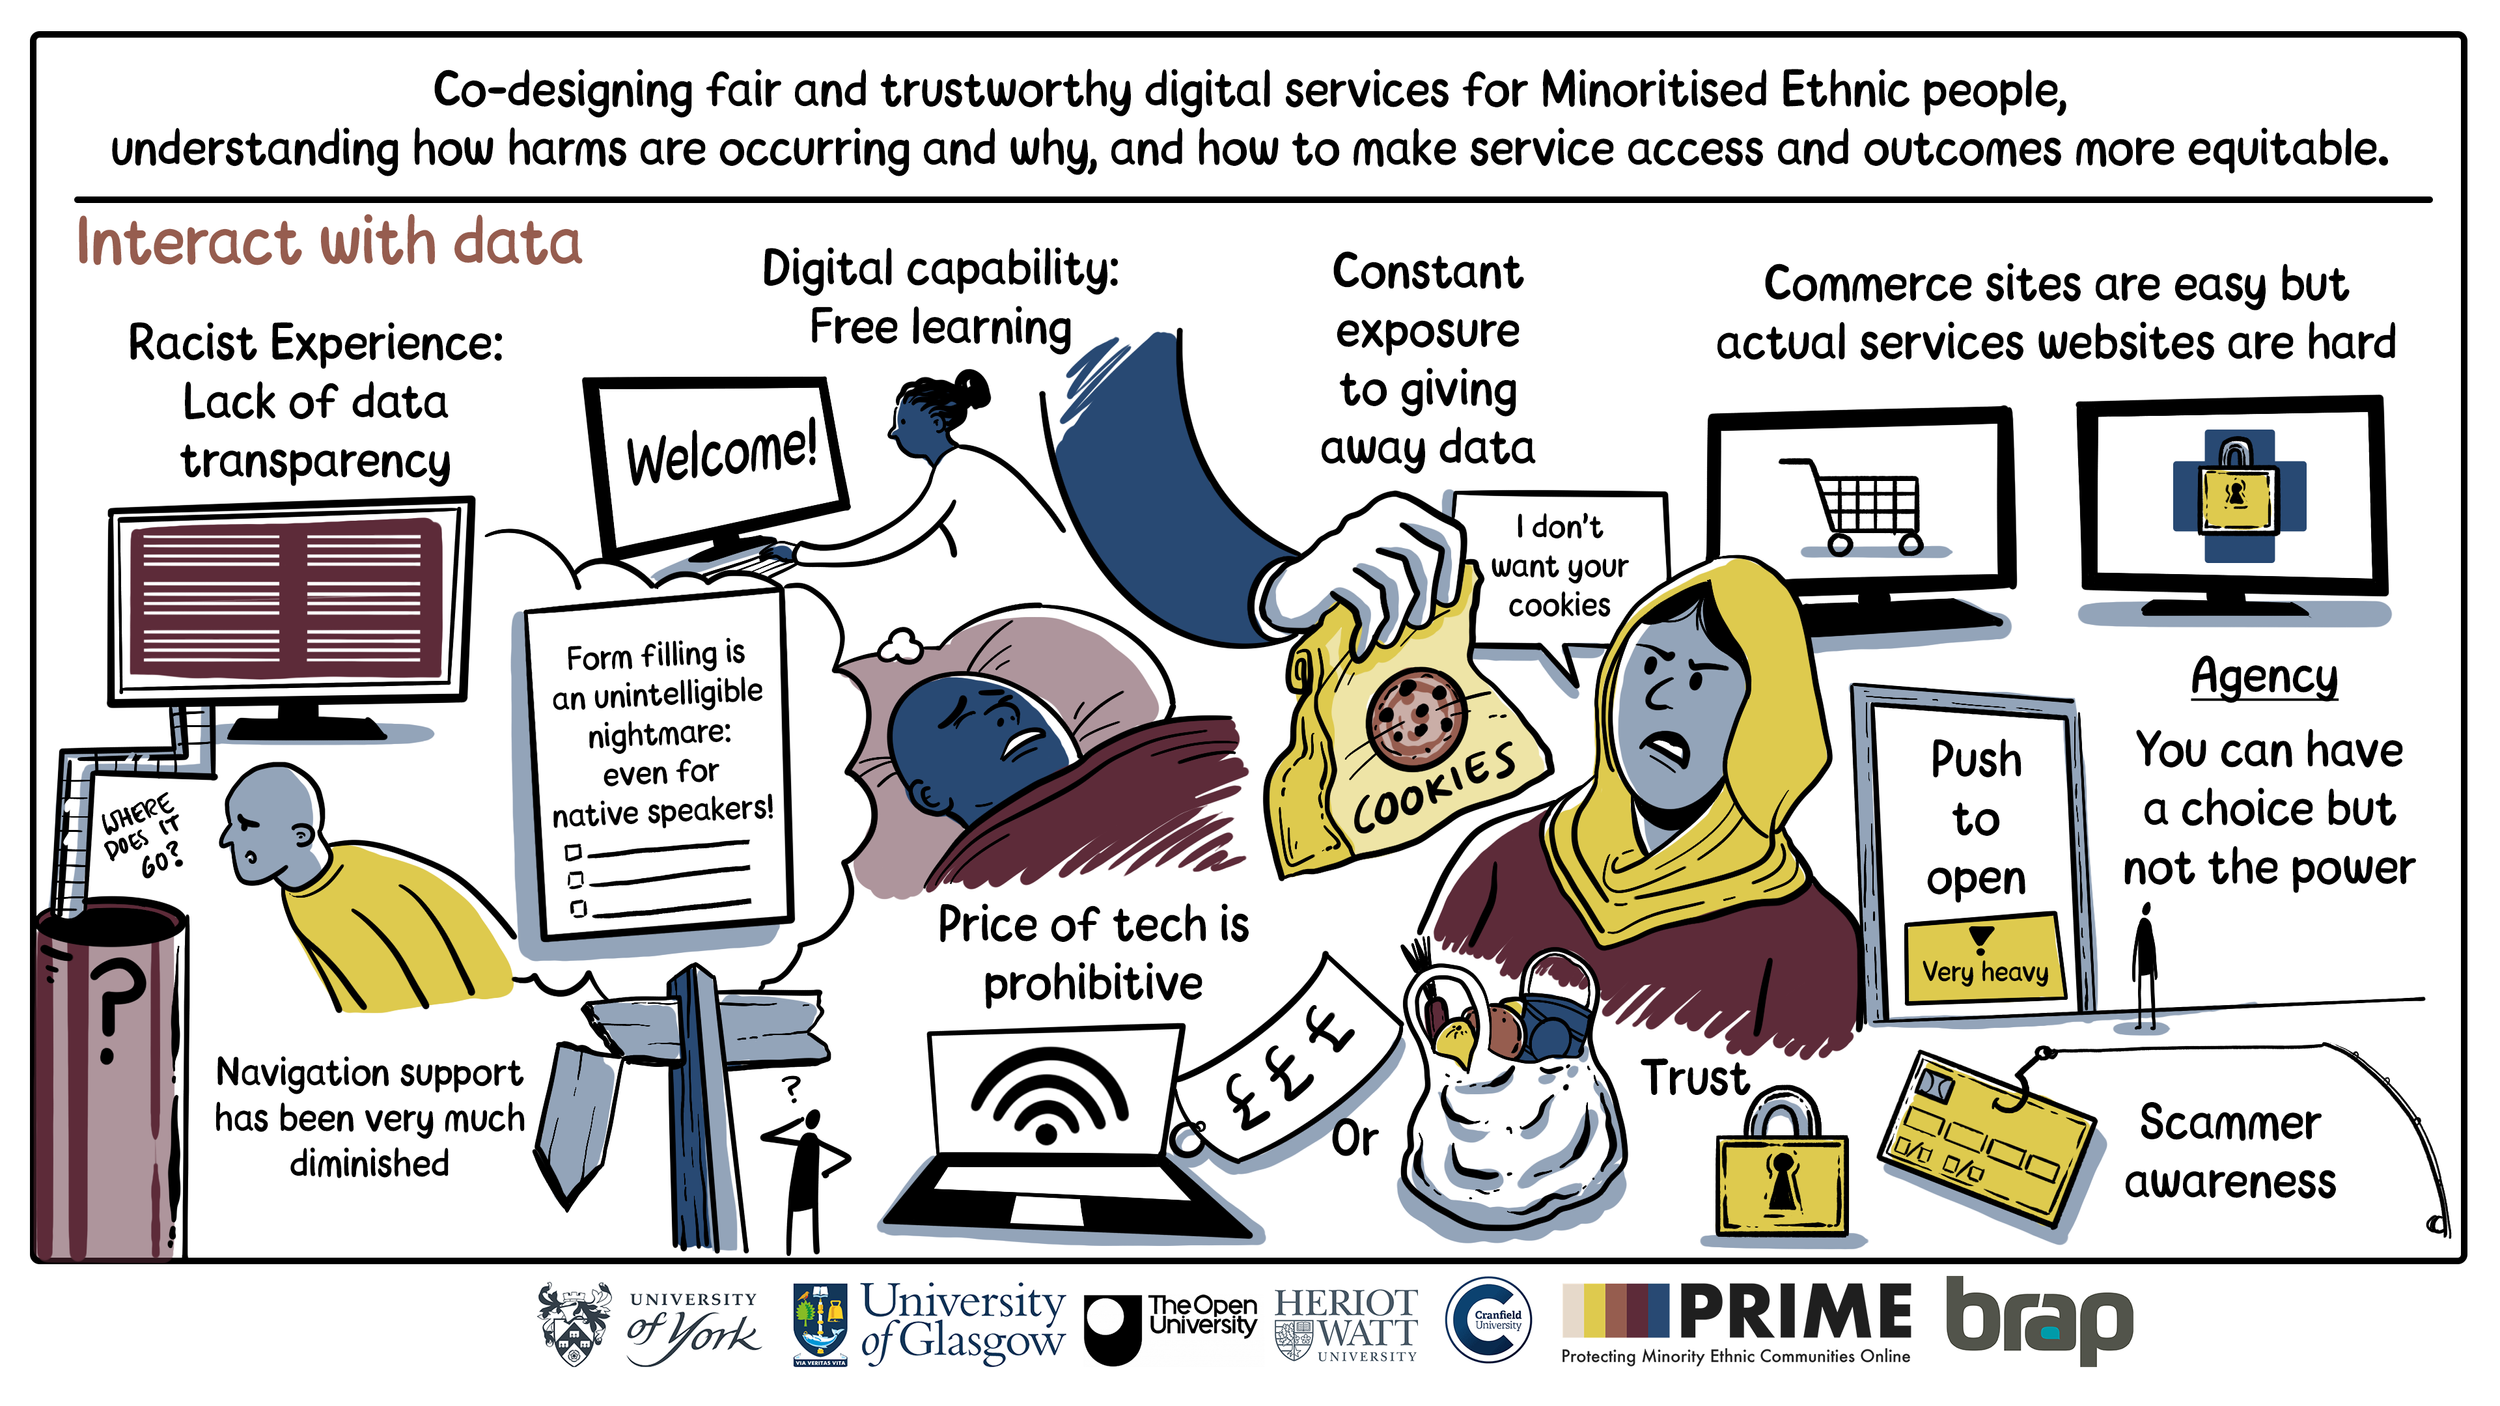 Co-designing fair and trustworthy digital services for Minoritised Ethnic people,
understanding how harms are occurring and why, and how to make service access and outcomes more equitable.
Interact with data
Racist Experience:
Lack of data
transparency
WHERE
DOES IT
GO?
?
Digital capability:
Free learning
Welcome!
Form filling is
an unintelligible
nightmare:
even for
native speakers!
Constant
exposure
to giving
away data
I don't
want your
cookies
COOKIES
Commerce sites are easy but
actual services websites are hard
Agency
You can have
a choice but
not the power
Push
to
open
!
Very heavy
Navigation support
has been very much
diminished
?
Price of tech is
prohibitive
£££
Or
Trust
Scammer
awareness
UNIVERSITY
of York
University
of Glasgow
VIA VERITAS VITA
The Open
University
HERIOT
WATT
UNIVERSITY
Cranfield
University
PRIME
Protecting Minority Ethnic Communities Online
brap